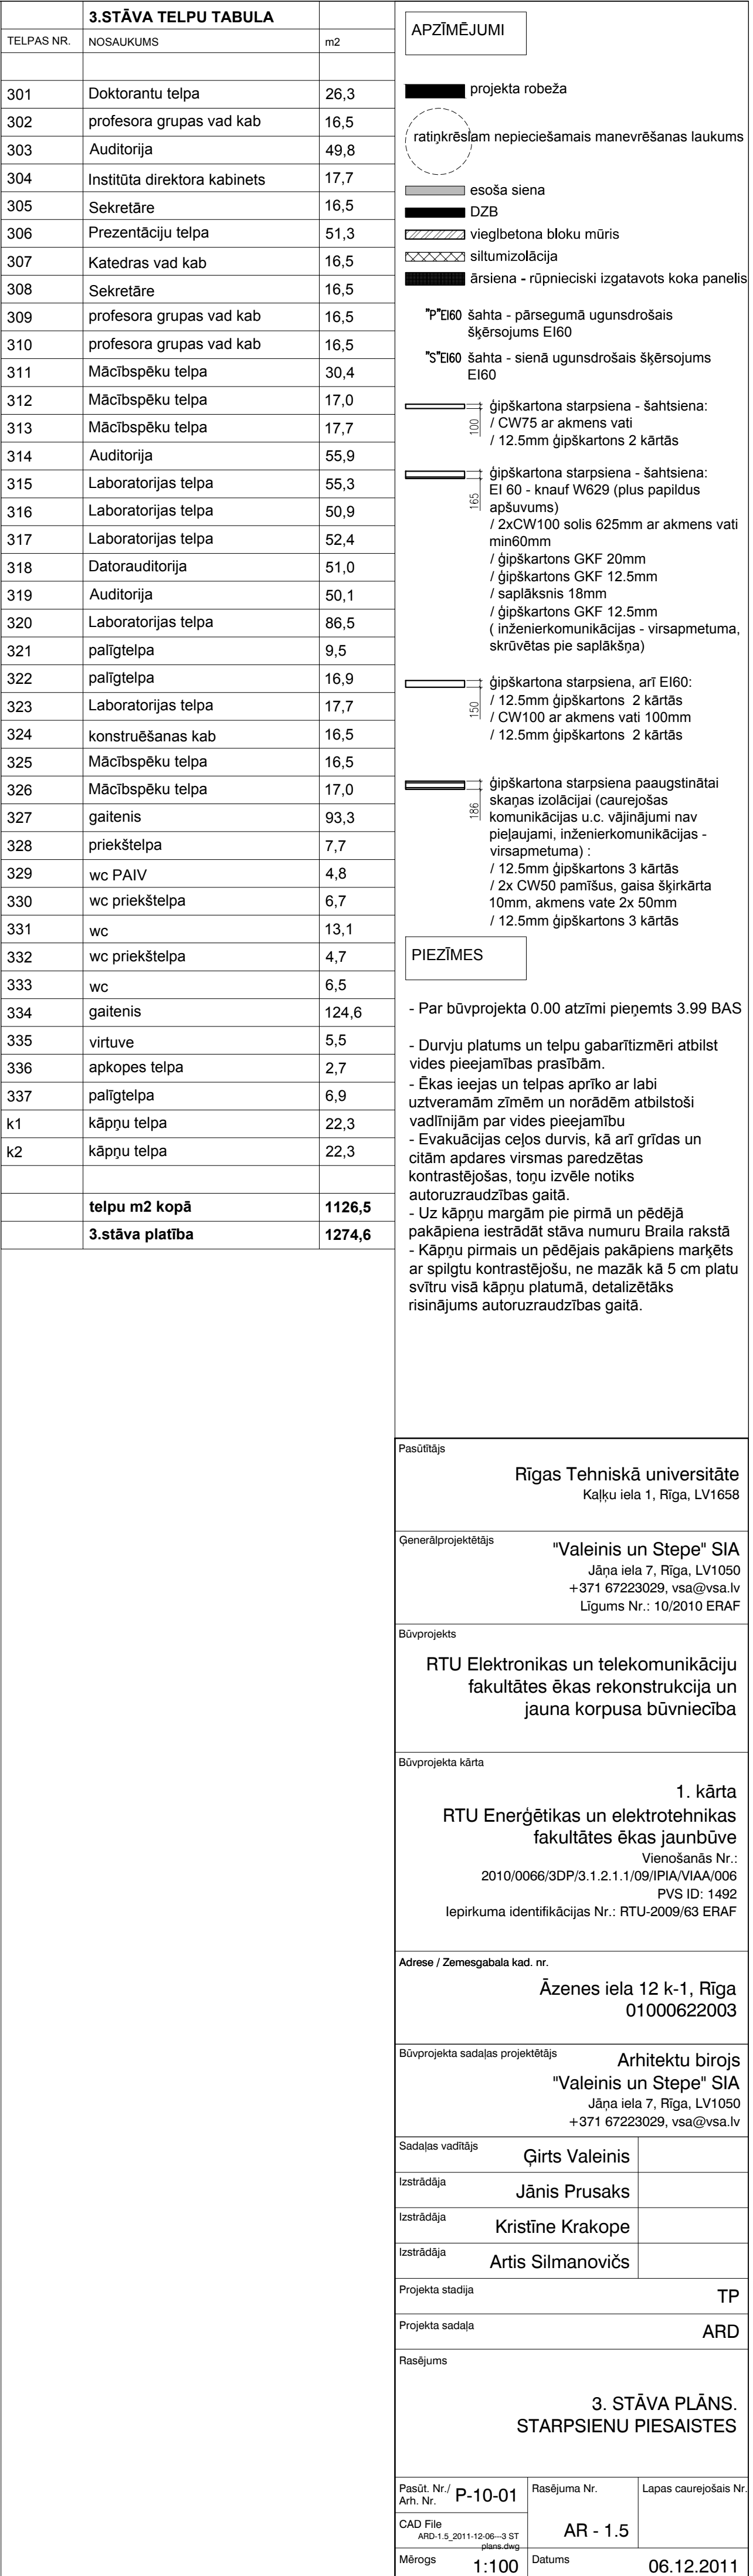 3.STĀVA TELPU TABULA
TELPAS NR. NOSAUKUMS m2
301 Doktorantu telpa 26,3
302 profesora grupas vad kab 16,5
303 Auditorija 49,8
304 Institūta direktora kabinets 17,7
305 Sekretāre 16,5
306 Prezentāciju telpa 51,3
307 Katedras vad kab 16,5
308 Sekretāre 16,5
309 profesora grupas vad kab 16,5
310 profesora grupas vad kab 16,5
311 Mācībspēku telpa 30,4
312 Mācībspēku telpa 17,0
313 Mācībspēku telpa 17,7
314 Auditorija 55,9
315 Laboratorijas telpa 55,3
316 Laboratorijas telpa 50,9
317 Laboratorijas telpa 52,4
318 Datorauditorija 51,0
319 Auditorija 50,1
320 Laboratorijas telpa 86,5
321 palīgtelpa 9,5
322 palīgtelpa 16,9
323 Laboratorijas telpa 17,7
324 konstruēšanas kab 16,5
325 Mācībspēku telpa 16,5
326 Mācībspēku telpa 17,0
327 gaitenis 93,3
328 priekštelpa 7,7
329 wc PAIV 4,8
330 wc priekštelpa 6,7
331 wc 13,1
332 wc priekštelpa 4,7
333 wc 6,5
334 gaitenis 124,6
335 virtuve 5,5
336 apkopes telpa 2,7
337 palīgtelpa 6,9
k1 kāpņu telpa 22,3
k2 kāpņu telpa 22,3
telpu m2 kopā 1126,5
3.stāva platība 1274,6
APZĪMĒJUMI
projekta robeža
ratiņkrēslam nepieciešamais manevrēšanas laukums
esoša siena
DZB
vieglbetona bloku mūris
siltumizolācija
ārsiena - rūpnieciski izgatavots koka panelis
"P"EI60 šahta - pārsegumā ugunsdrošais
šķērsojums EI60
"S"EI60 šahta - sienā ugunsdrošais šķērsojums
EI60
100
ģipškartona starpsiena - šahtsiena:
/ CW75 ar akmens vati
/ 12.5mm ģipškartons 2 kārtās
165
ģipškartona starpsiena - šahtsiena:
EI 60 - knauf W629 (plus papildus
apšuvums)
/ 2xCW100 solis 625mm ar akmens vati
min60mm
/ ģipškartons GKF 20mm
/ ģipškartons GKF 12.5mm
/ saplāksnis 18mm
/ ģipškartons GKF 12.5mm
( inženierkomunikācijas - virsapmetuma,
skrūvētas pie saplākšņa)
150
ģipškartona starpsiena, arī EI60:
/ 12.5mm ģipškartons 2 kārtās
/ CW100 ar akmens vati 100mm
/ 12.5mm ģipškartons 2 kārtās
186
ģipškartona starpsiena paaugstinātai
skaņas izolācijai (caurejošas
komunikācijas u.c. vājinājumi nav
pieļaujami, inženierkomunikācijas -
virsapmetuma) :
/ 12.5mm ģipškartons 3 kārtās
/ 2x CW50 pamīšus, gaisa šķirkārta
10mm, akmens vate 2x 50mm
/ 12.5mm ģipškartons 3 kārtās
PIEZĪMES
- Par būvprojekta 0.00 atzīmi pieņemts 3.99 BAS
- Durvju platums un telpu gabarītizmēri atbilst
vides pieejamības prasībām.
- Ēkas ieejas un telpas aprīko ar labi
uztveramām zīmēm un norādēm atbilstoši
vadlīnijām par vides pieejamību
- Evakuācijas ceļos durvis, kā arī grīdas un
citām apdares virsmas paredzētas
kontrastējošas, toņu izvēle notiks
autoruzraudzības gaitā.
- Uz kāpņu margām pie pirmā un pēdējā
pakāpiena iestrādāt stāva numuru Braila rakstā
- Kāpņu pirmais un pēdējais pakāpiens marķēts
ar spilgtu kontrastējošu, ne mazāk kā 5 cm platu
svītru visā kāpņu platumā, detalizētāks
risinājums autoruzraudzības gaitā.
Pasūtītājs
Rīgas Tehniskā universitāte
Kaļķu iela 1, Rīga, LV1658
Ģenerālprojektētājs
"Valeinis un Stepe" SIA
Jāņa iela 7, Rīga, LV1050
+371 67223029, vsa@vsa.lv
Līgums Nr.: 10/2010 ERAF
Būvprojekts
RTU Elektronikas un telekomunikāciju
fakultātes ēkas rekonstrukcija un
jauna korpusa būvniecība
Būvprojekta kārta
1. kārta
RTU Enerģētikas un elektrotehnikas
fakultātes ēkas jaunbūve
Vienošanās Nr.:
2010/0066/3DP/3.1.2.1.1/09/IPIA/VIAA/006
PVS ID: 1492
Iepirkuma identifikācijas Nr.: RTU-2009/63 ERAF
Adrese / Zemesgabala kad. nr.
Āzenes iela 12 k-1, Rīga
01000622003
Būvprojekta sadaļas projektētājs
Arhitektu birojs
"Valeinis un Stepe" SIA
Jāņa iela 7, Rīga, LV1050
+371 67223029, vsa@vsa.lv
Sadaļas vadītājs Ģirts Valeinis
Izstrādāja Jānis Prusaks
Izstrādāja Kristīne Krakope
Izstrādāja Artis Silmanovičs
Projekta stadija TP
Projekta sadaļa ARD
Rasējums
3. STĀVA PLĀNS.
STARPSIENU PIESAISTES
Pasūt. Nr./
Arh. Nr. P-10-01
Rasējuma Nr.
AR - 1.5
Lapas caurejošais Nr.
CAD File
ARD-1.5_2011-12-06---3 ST
plans.dwg
Mērogs 1:100
Datums 06.12.2011